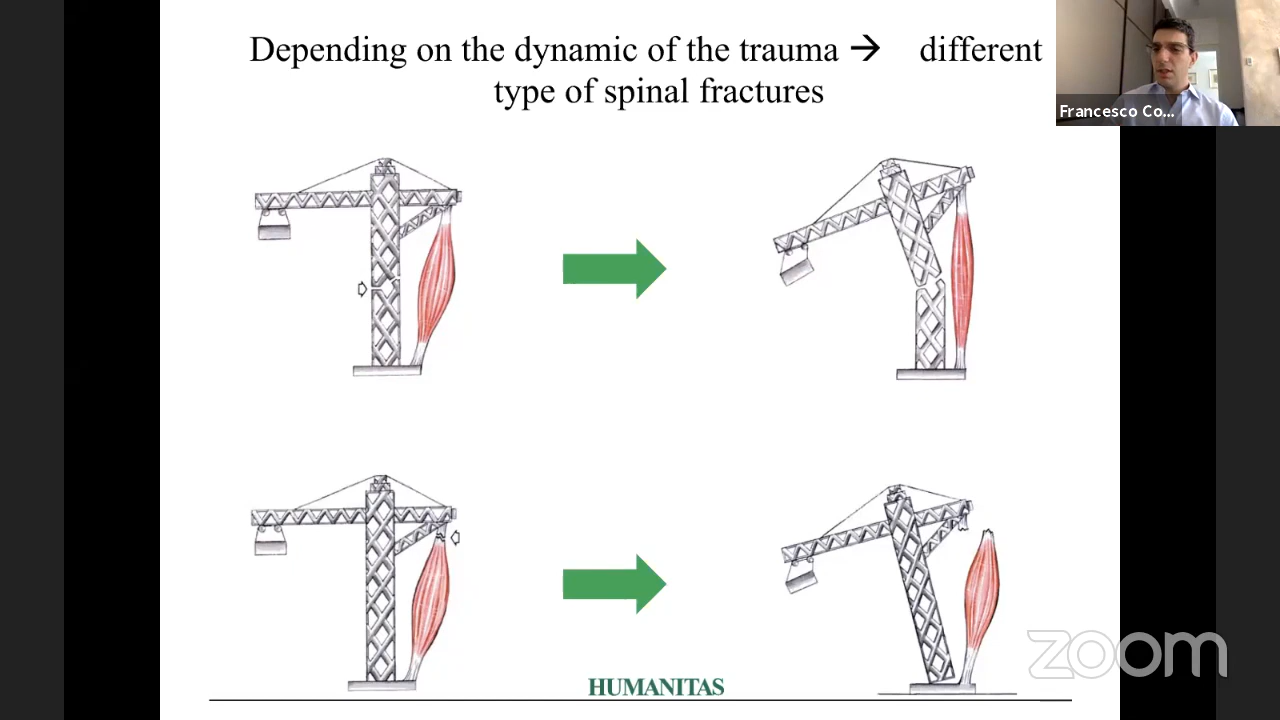 Depending on the dynamic of the trauma → different
type of spinal fractures
Francesco Co...
HUMANITAS
zoom